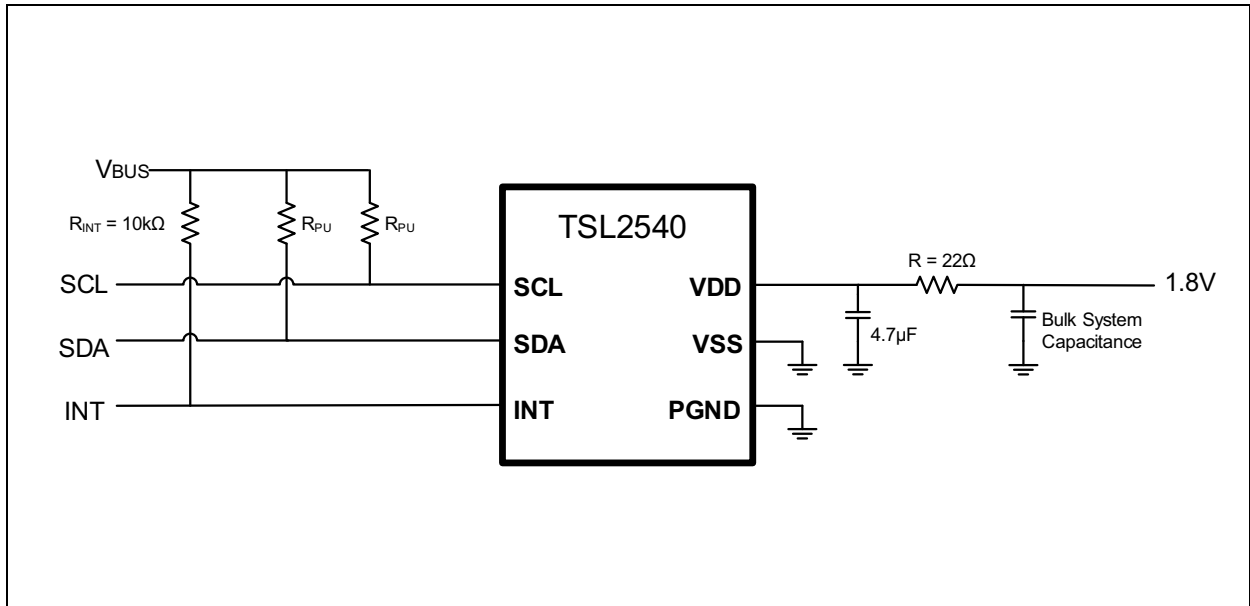 VBUS
RINT = 10kΩ
RPU
RPU
SCL
SDA
INT
TSL2540
SCL
SDA
INT
VDD
VSS
PGND
R = 22Ω
4.7µF
Bulk System
Capacitance
1.8V